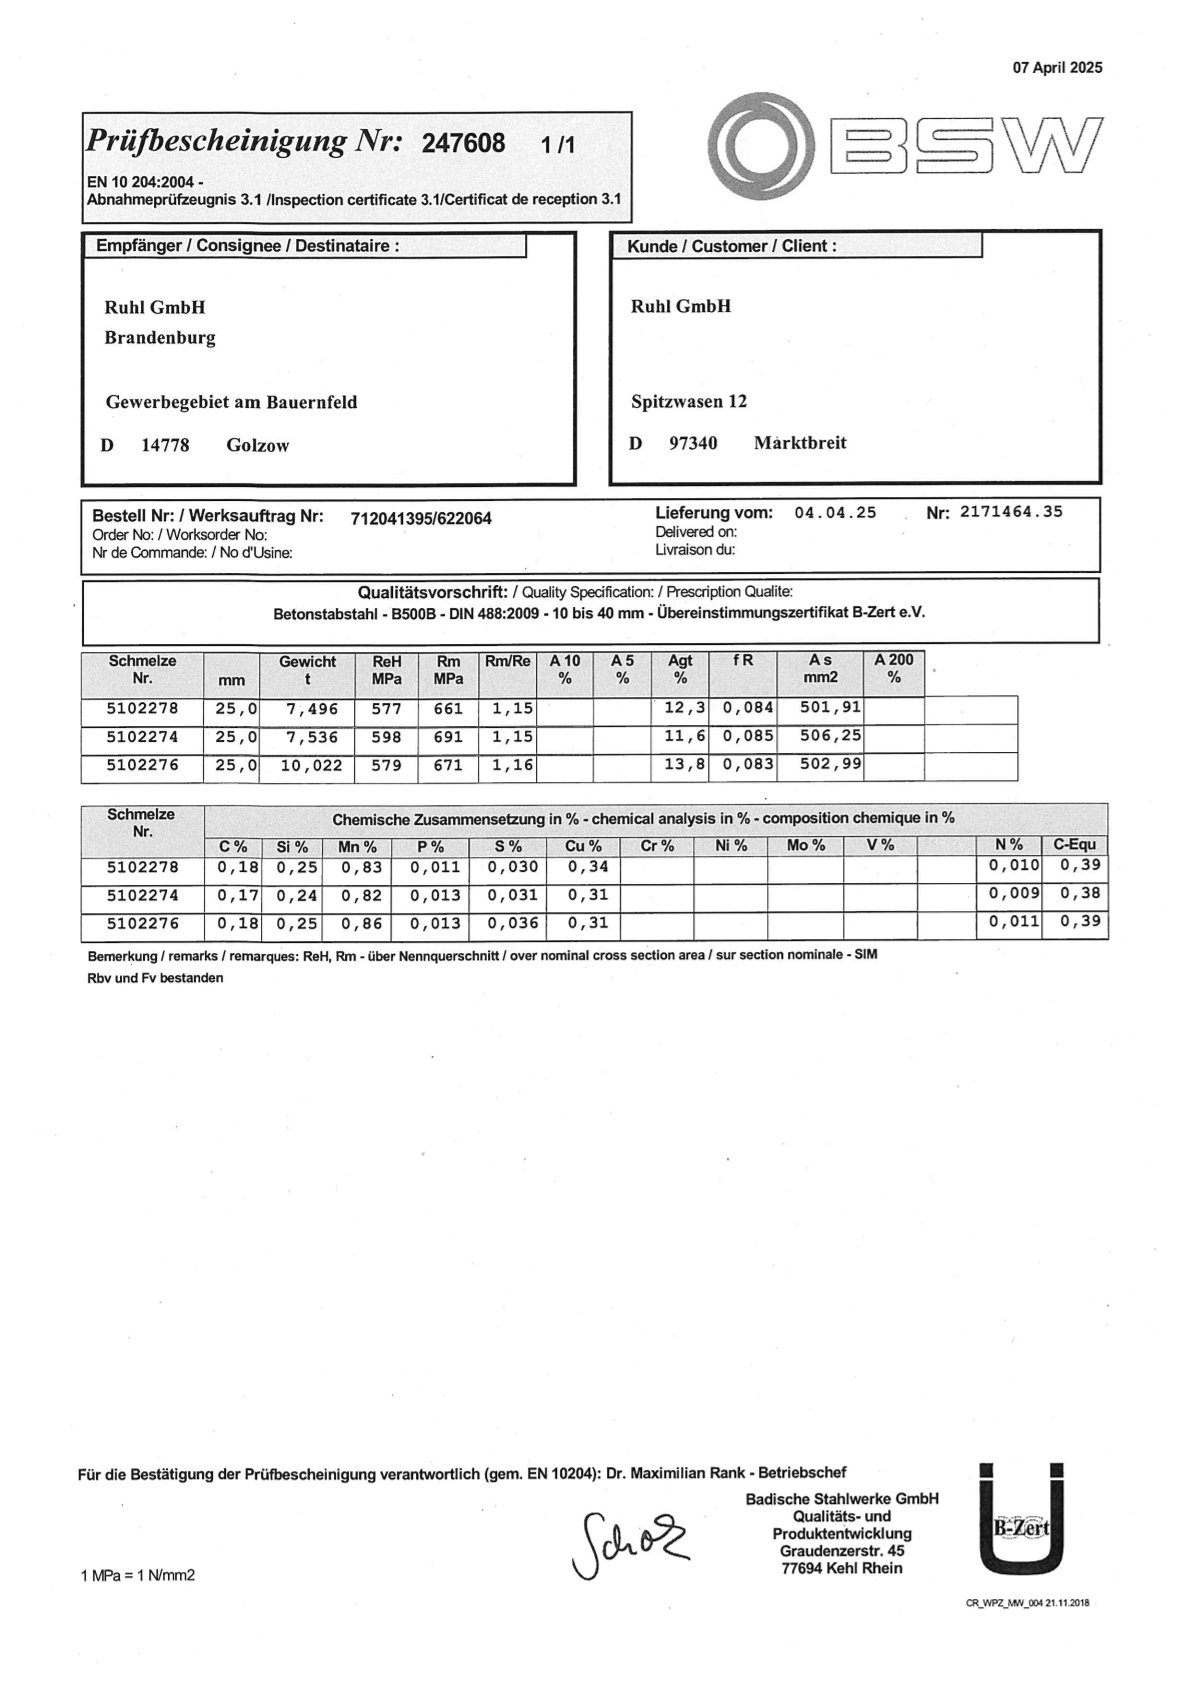 07 April 2025
Prüfbescheinigung Nr: 247608 1 /1
BSW
EN 10 204:2004 -
Abnahmeprüfzeugnis 3.1 /Inspection certificate 3.1/Certificat de reception 3.1
Empfänger / Consignee / Destinataire :
Ruhl GmbH
Brandenburg
Gewerbegebiet am Bauernfeld
D 14778 Golzow
Kunde / Customer / Client :
Ruhl GmbH
Spitzwasen 12
D 97340 Marktbreit
Bestell Nr: / Werksauftrag Nr: 712041395/622064
Order No: / Worksorder No:
Nr de Commande: / No d'Usine:
Lieferung vom: 04.04.25 Nr: 2171464.35
Delivered on:
Livraison du:
Qualitätsvorschrift: / Quality Specification: / Prescription Qualite:
Betonstabstahl - B500B - DIN 488:2009 - 10 bis 40 mm - Übereinstimmungszertifikat B-Zert e.V.
Schmelze Gewicht ReH Rm Rm/Re A 10 A 5 Agt f R A s A 200
Nr. mm t MPa MPa % % % mm2 %
5102278 25,0 7,496 577 661 1,15 12,3 0,084 501,91
5102274 25,0 7,536 598 691 1,15 11,6 0,085 506,25
5102276 25,0 10,022 579 671 1,16 13,8 0,083 502,99
Schmelze
Nr.
Chemische Zusammensetzung in % - chemical analysis in % - composition chemique in %
C % Si % Mn % P % S % Cu % Cr % Ni % Mo % V % N % C-Equ
5102278 0,18 0,25 0,83 0,011 0,030 0,34 0,010 0,39
5102274 0,17 0,24 0,82 0,013 0,031 0,31 0,009 0,38
5102276 0,18 0,25 0,86 0,013 0,036 0,31 0,011 0,39
Bemerkung / remarks / remarques: ReH, Rm - über Nennquerschnitt / over nominal cross section area / sur section nominale - SIM
Rbv und Fv bestanden
Für die Bestätigung der Prüfbescheinigung verantwortlich (gem. EN 10204): Dr. Maximilian Rank - Betriebschef
Badische Stahlwerke GmbH
Qualitäts- und
Produktentwicklung
Graudenzerstr. 45
77694 Kehl Rhein
B-Zert
1 MPa = 1 N/mm2
CR_WPZ_MW_004 21.11.2018